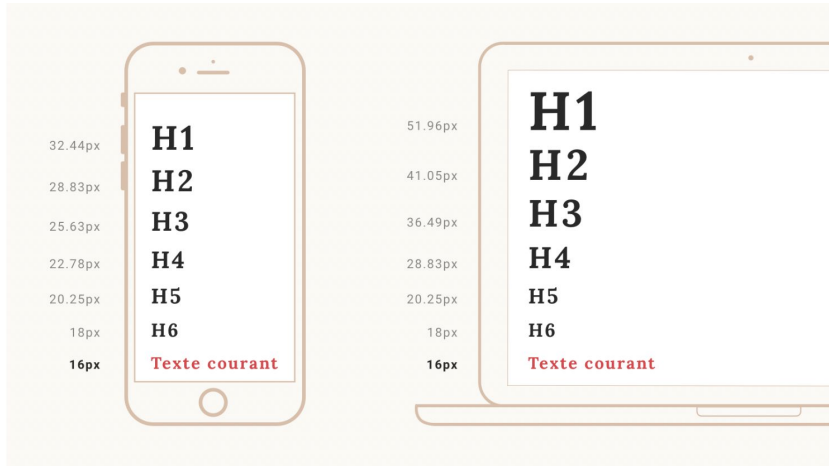 32.44px H1
28.83px H2
25.63px H3
22.78px H4
20.25px H5
18px H6
16px Texte courant
51.96px H1
41.05px H2
36.49px H3
28.83px H4
20.25px H5
18px H6
16px Texte courant